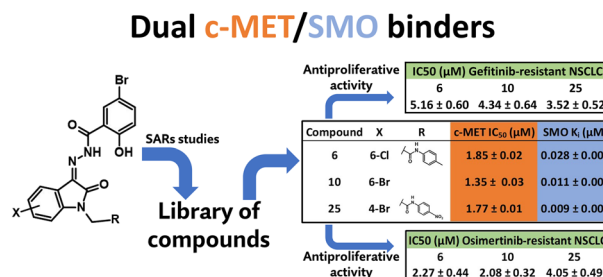 Dual c-MET/SMO binders
Br
O
NH
OH
N
O
N
R
X
SARs studies
Library of
compounds
Antiproliferative
activity
IC50 (μM) Gefitinib-resistant NSCLC
6 10 25
5.16 ± 0.60 4.34 ± 0.64 3.52 ± 0.52
Compound X R c-MET IC50 (μM) SMO Ki (μM
6 6-Cl 1.85 ± 0.02 0.028 ± 0.00
10 6-Br 1.35 ± 0.03 0.011 ± 0.00
25 4-Br 1.77 ± 0.01 0.009 ± 0.00
Antiproliferative
activity
IC50 (μM) Osimertinib-resistant NSCLC
6 10 25
2.27 ± 0.44 2.08 ± 0.32 4.05 ± 0.49